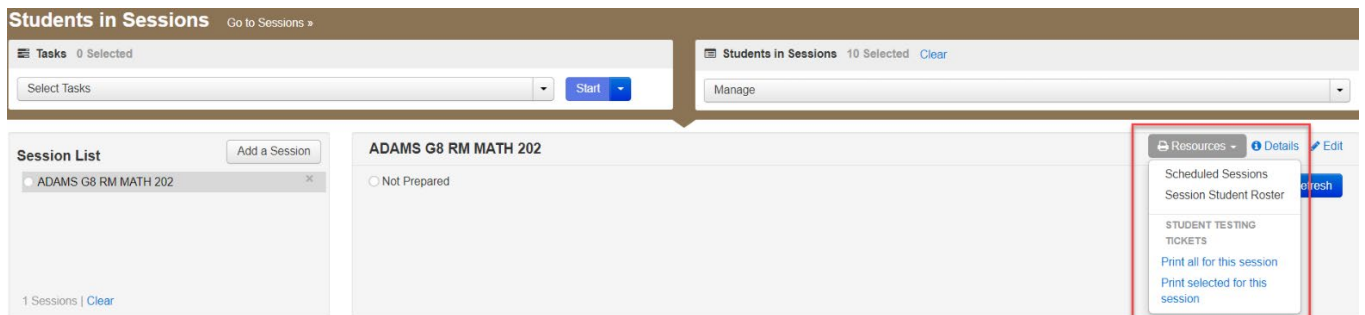 Students in Sessions Go to Sessions »
Tasks 0 Selected
Students in Sessions 10 Selected Clear
Select Tasks
Start
Manage
Session List
Add a Session
ADAMS G8 RM MATH 202 ×
1 Sessions | Clear
ADAMS G8 RM MATH 202
Not Prepared
Resources Details Edit
Scheduled Sessions
Session Student Roster
STUDENT TESTING
TICKETS
Print all for this session
Print selected for this
session